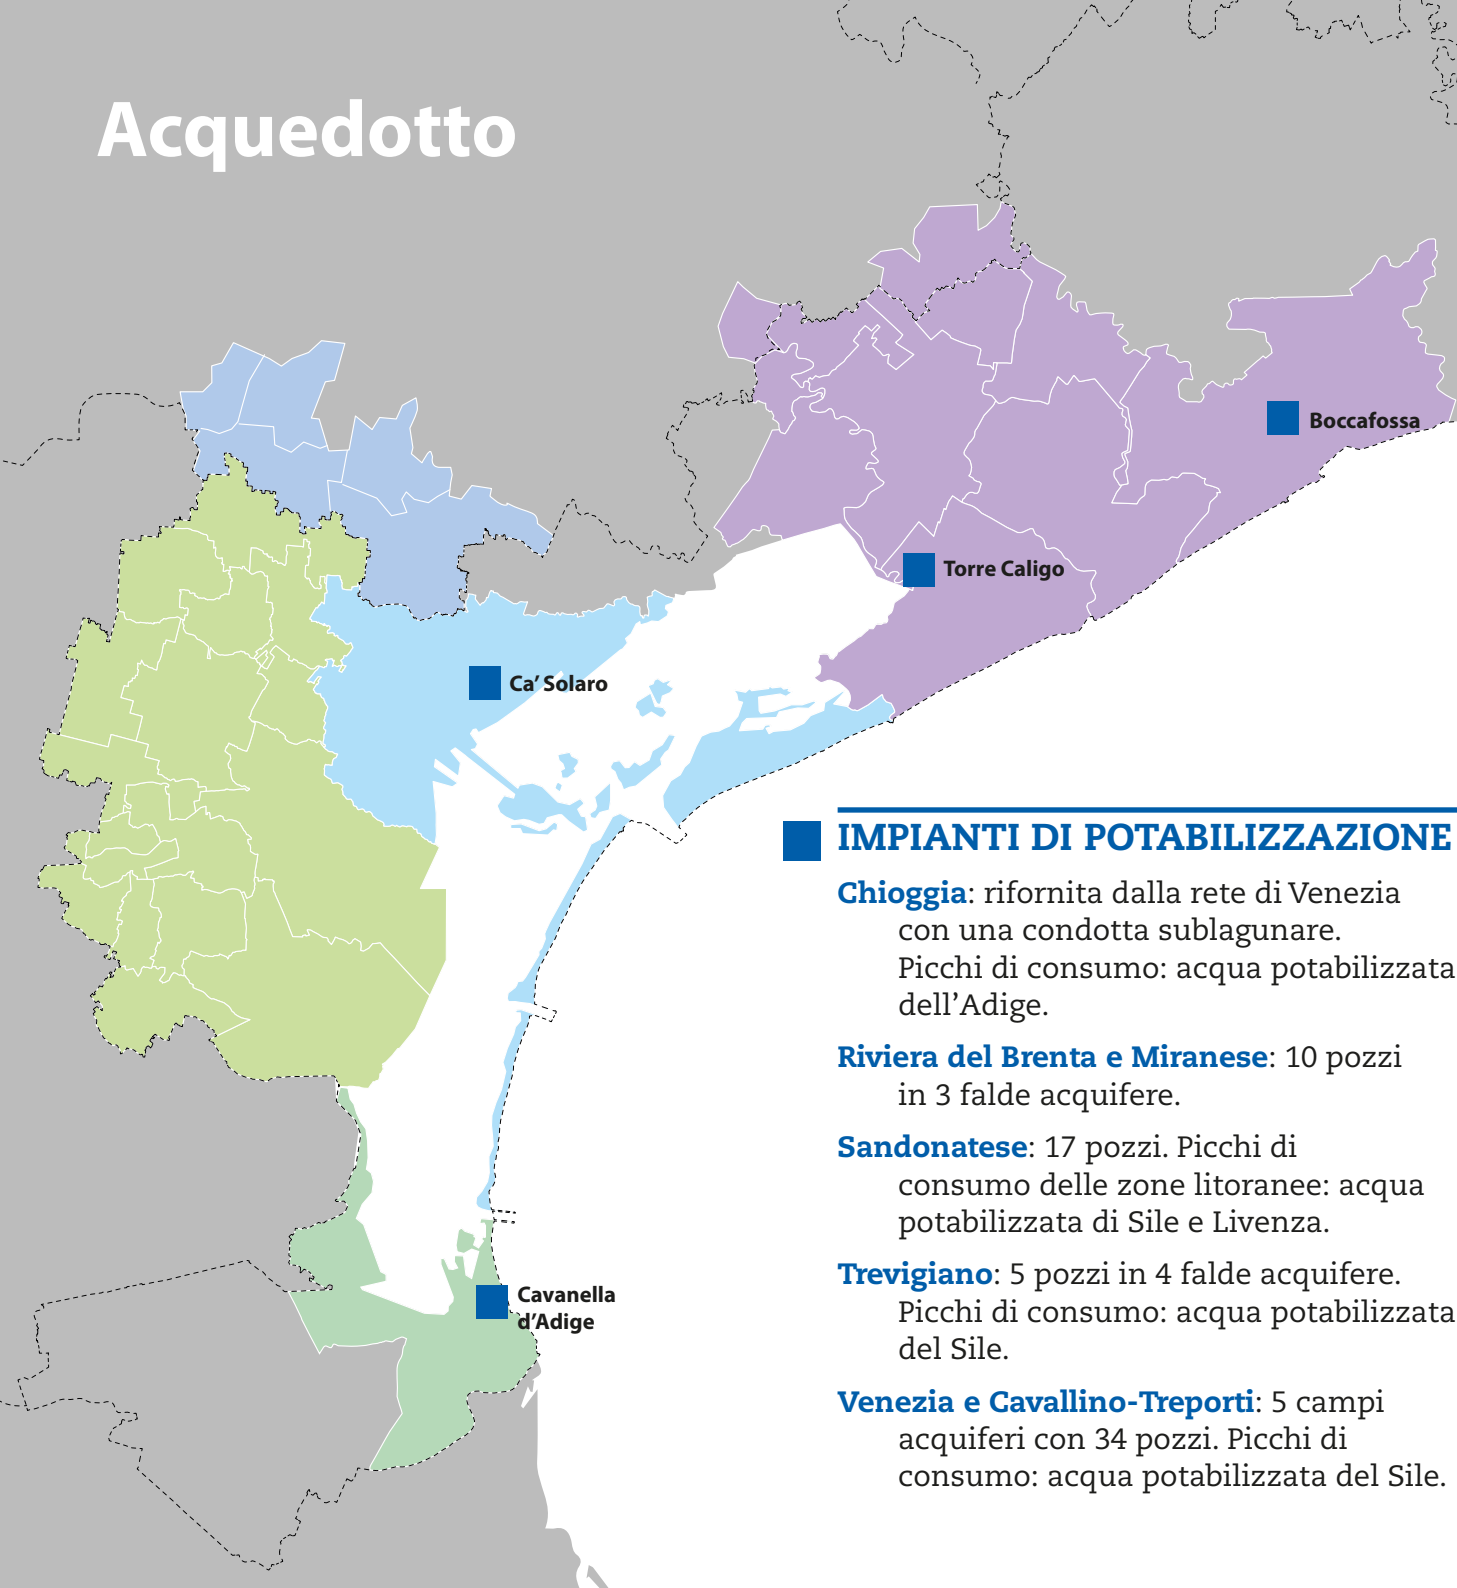 Acquedotto
Boccafossa
Torre Caligo
Ca’ Solaro
Cavanella
d’Adige
IMPIANTI DI POTABILIZZAZIONE
Chioggia: rifornita dalla rete di Venezia
con una condotta sublagunare.
Picchi di consumo: acqua potabilizzata
dell’Adige.
Riviera del Brenta e Miranese: 10 pozzi
in 3 falde acquifere.
Sandonatese: 17 pozzi. Picchi di
consumo delle zone litoranee: acqua
potabilizzata di Sile e Livenza.
Trevigiano: 5 pozzi in 4 falde acquifere.
Picchi di consumo: acqua potabilizzata
del Sile.
Venezia e Cavallino-Treporti: 5 campi
acquiferi con 34 pozzi. Picchi di
consumo: acqua potabilizzata del Sile.